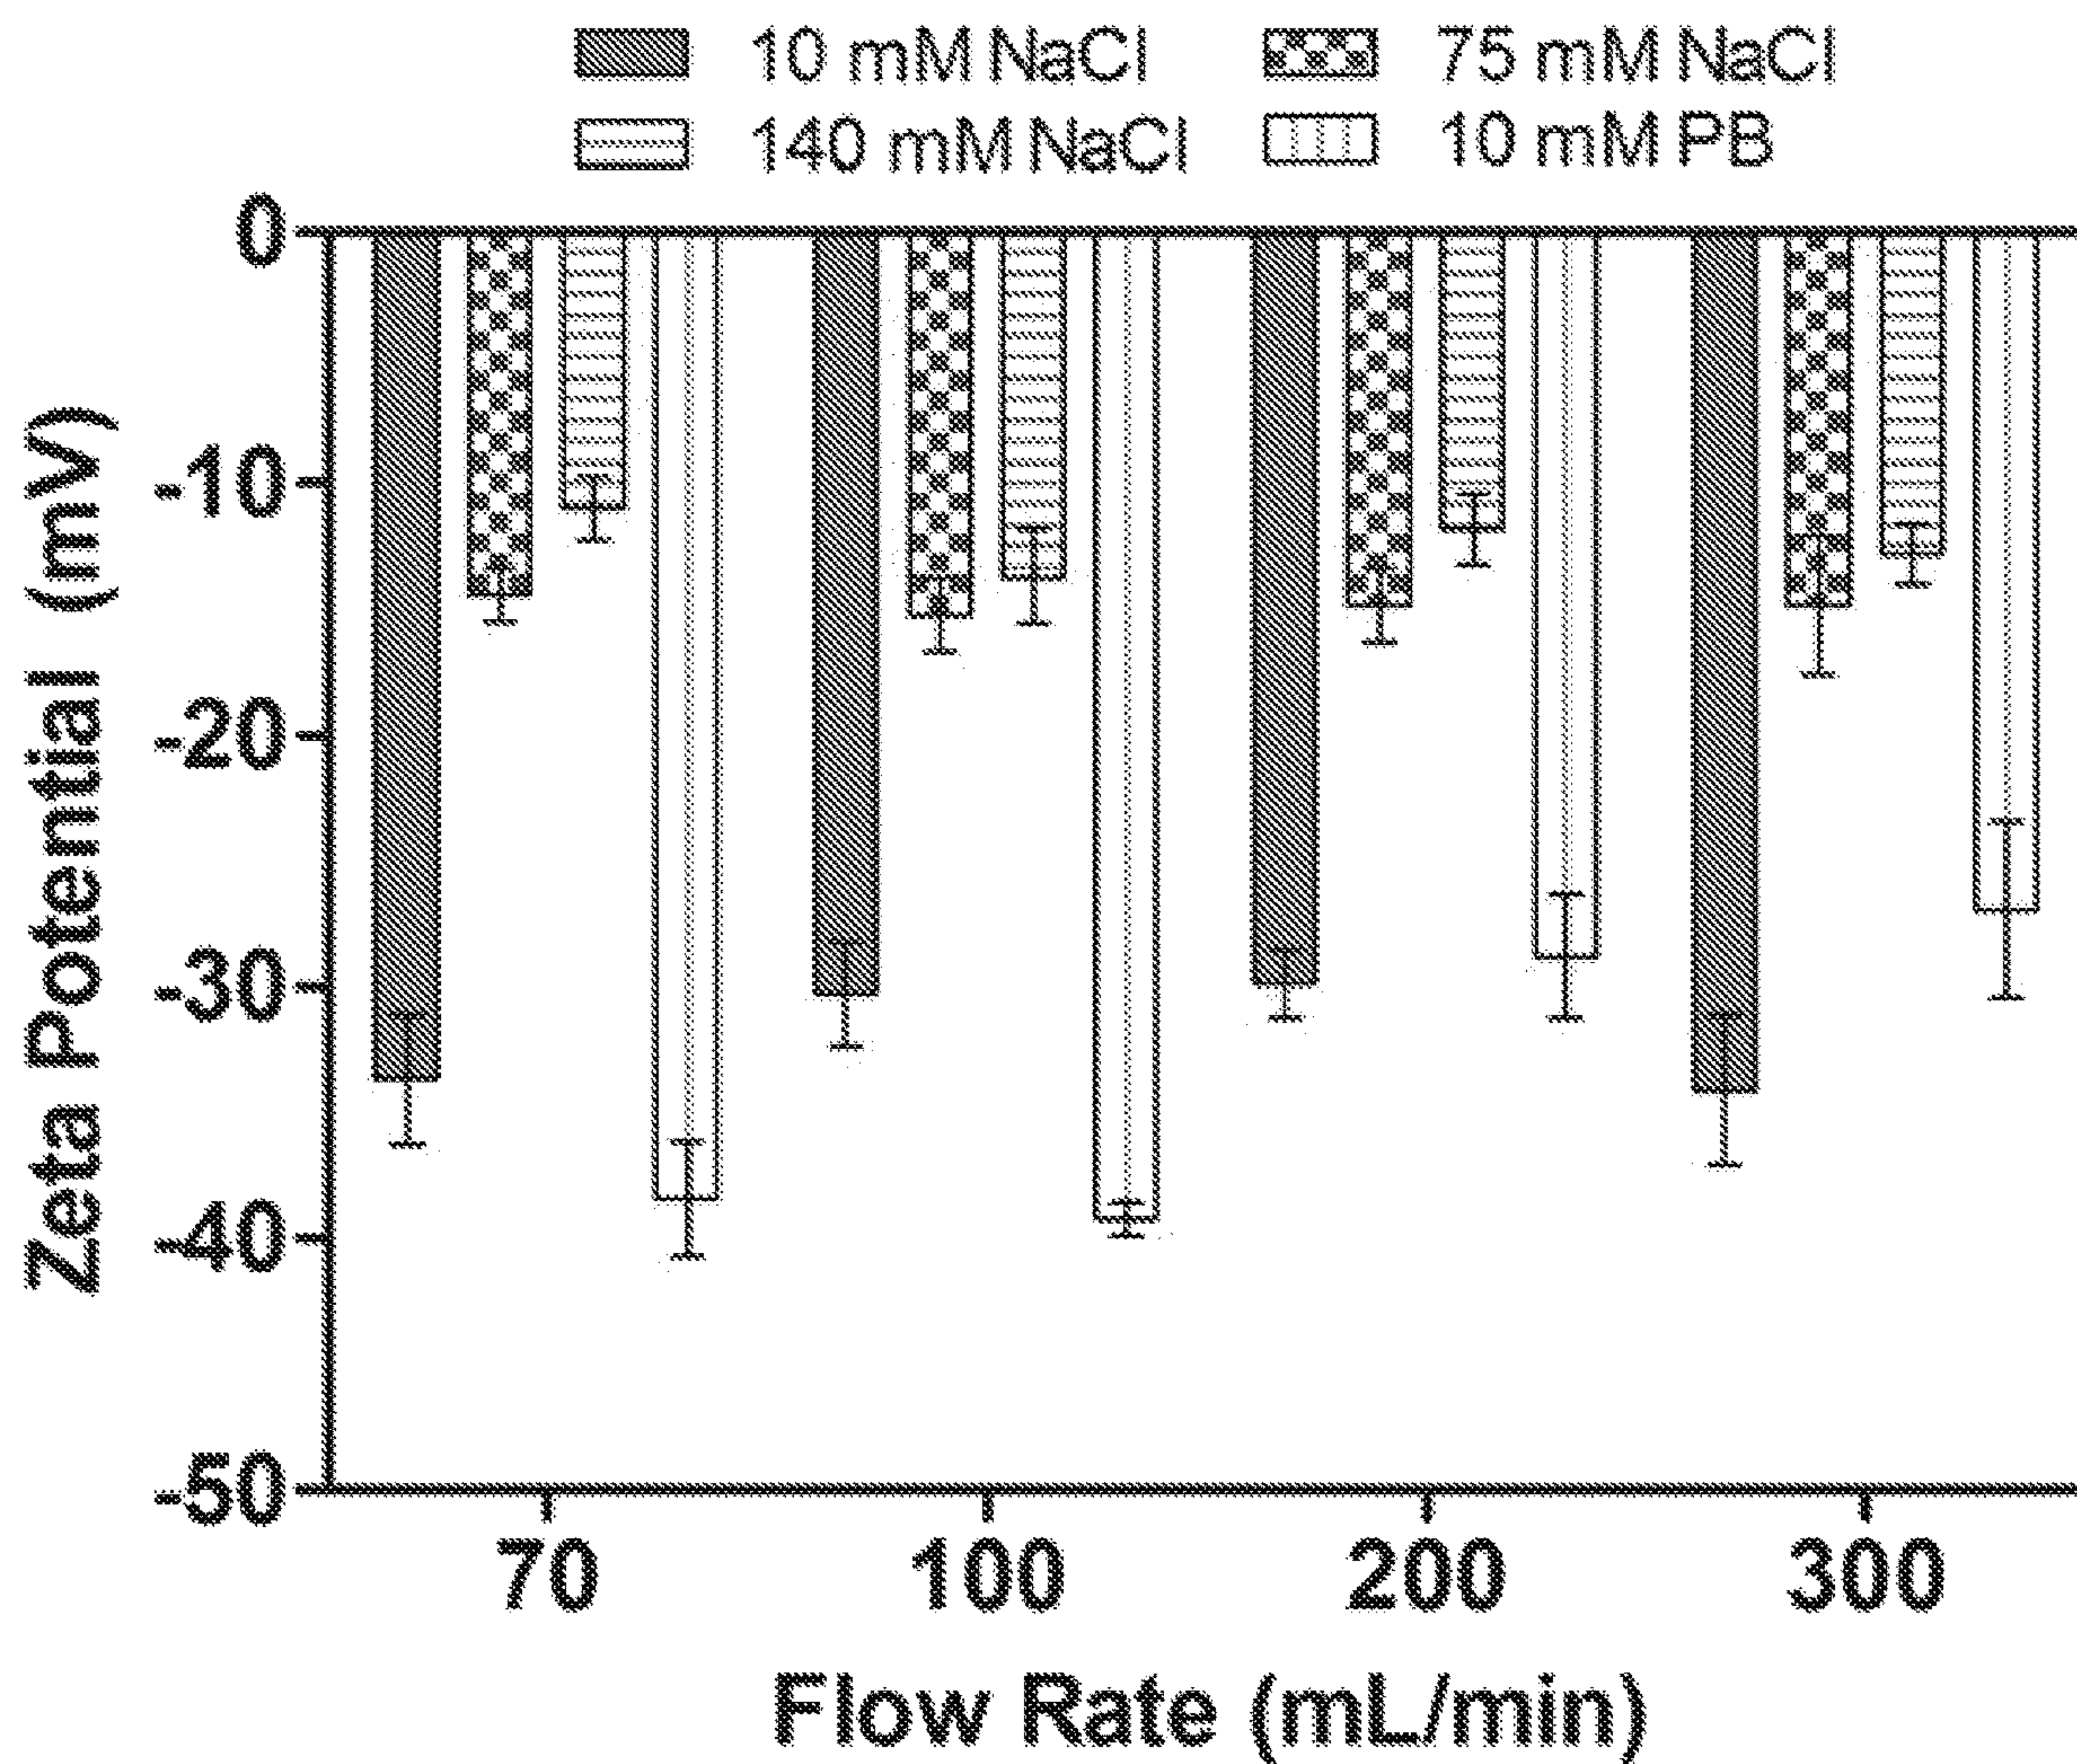 10 mM NaCl 75 mM NaCl
140 mM NaCl 10 mM PB
0
-10
-20
-30
-40
-50
Zeta Potential (mV)
70 100 200 300
Flow Rate (mL/min)